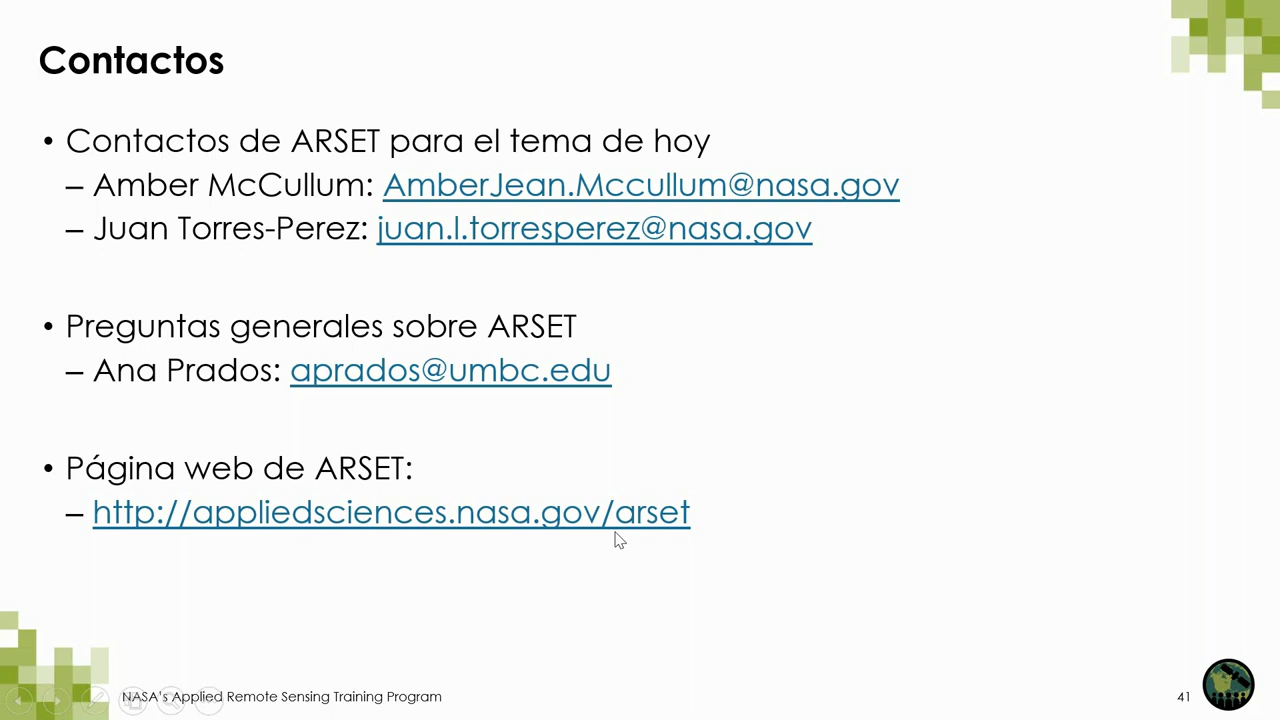 Contactos
• Contactos de ARSET para el tema de hoy
– Amber McCullum: AmberJean.Mccullum@nasa.gov
– Juan Torres-Perez: juan.l.torresperez@nasa.gov
• Preguntas generales sobre ARSET
– Ana Prados: aprados@umbc.edu
• Página web de ARSET:
– http://appliedsciences.nasa.gov/arset
NASA's Applied Remote Sensing Training Program
41